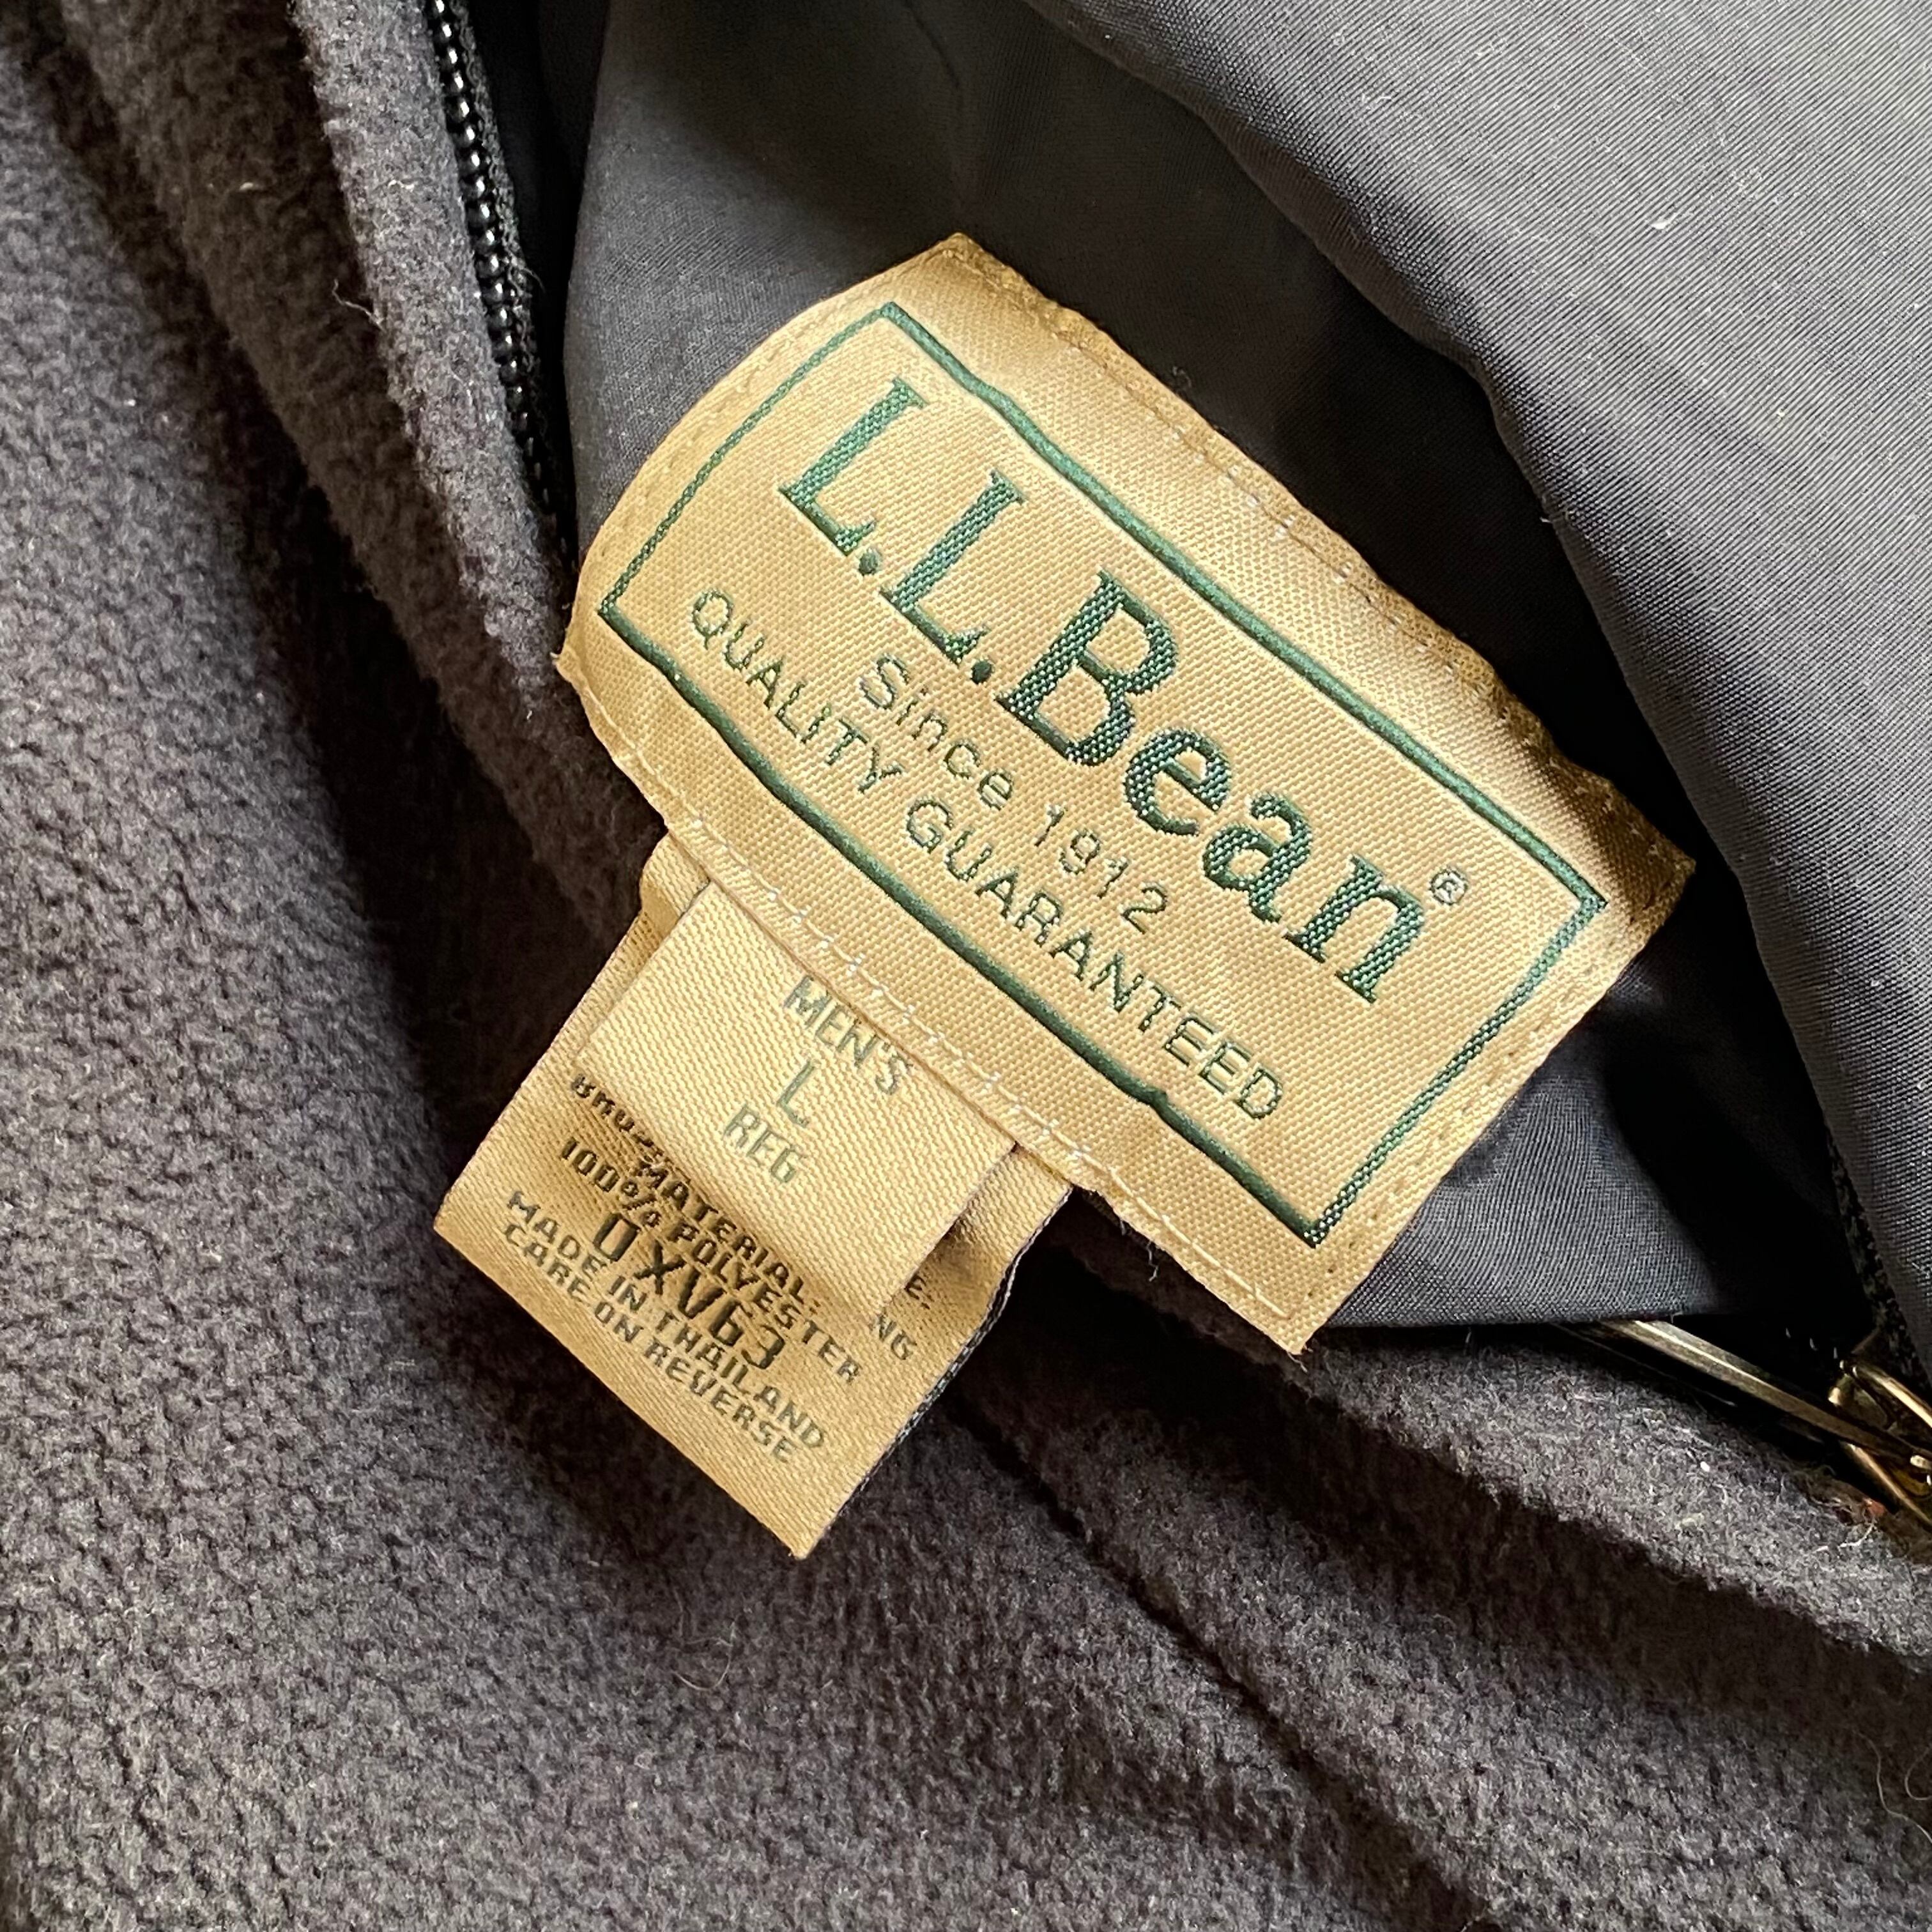 L.L.Bean®
Since 1912
QUALITY GUARANTEED
MEN'S
L
REG
MATERIAL:
100% POLYESTER
0XV63
MADE IN THAILAND
CARE ON REVERSE